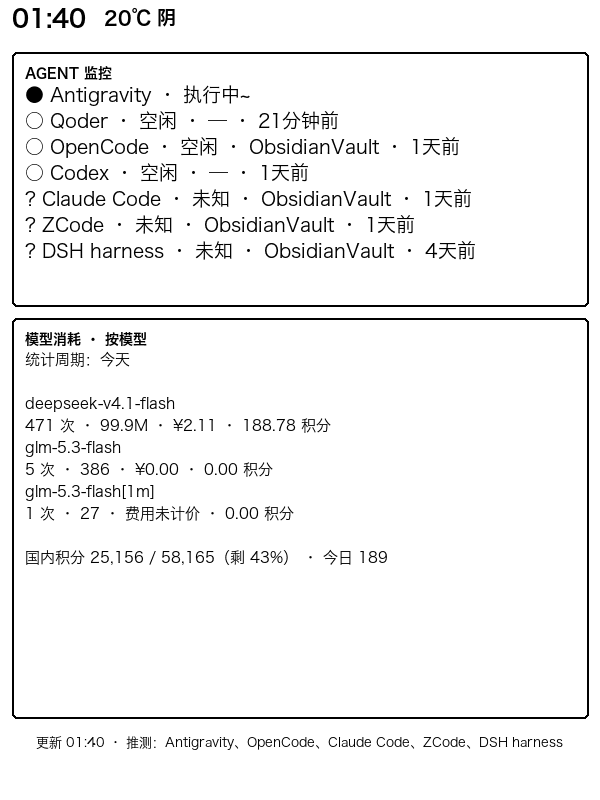 01:40 20℃ 阴
AGENT 监控
● Antigravity · 执行中~
○ Qoder · 空闲 · — · 21分钟前
○ OpenCode · 空闲 · ObsidianVault · 1天前
○ Codex · 空闲 · — · 1天前
? Claude Code · 未知 · ObsidianVault · 1天前
? ZCode · 未知 · ObsidianVault · 1天前
? DSH harness · 未知 · ObsidianVault · 4天前
模型消耗 · 按模型
统计周期：今天
deepseek-v4.1-flash
471 次 · 99.9M · ¥2.11 · 188.78 积分
glm-5.3-flash
5 次 · 386 · ¥0.00 · 0.00 积分
glm-5.3-flash[1m]
1 次 · 27 · 费用未计价 · 0.00 积分
国内积分 25,156 / 58,165（剩 43%） · 今日 189
更新 01:40 · 推测：Antigravity、OpenCode、Claude Code、ZCode、DSH harness